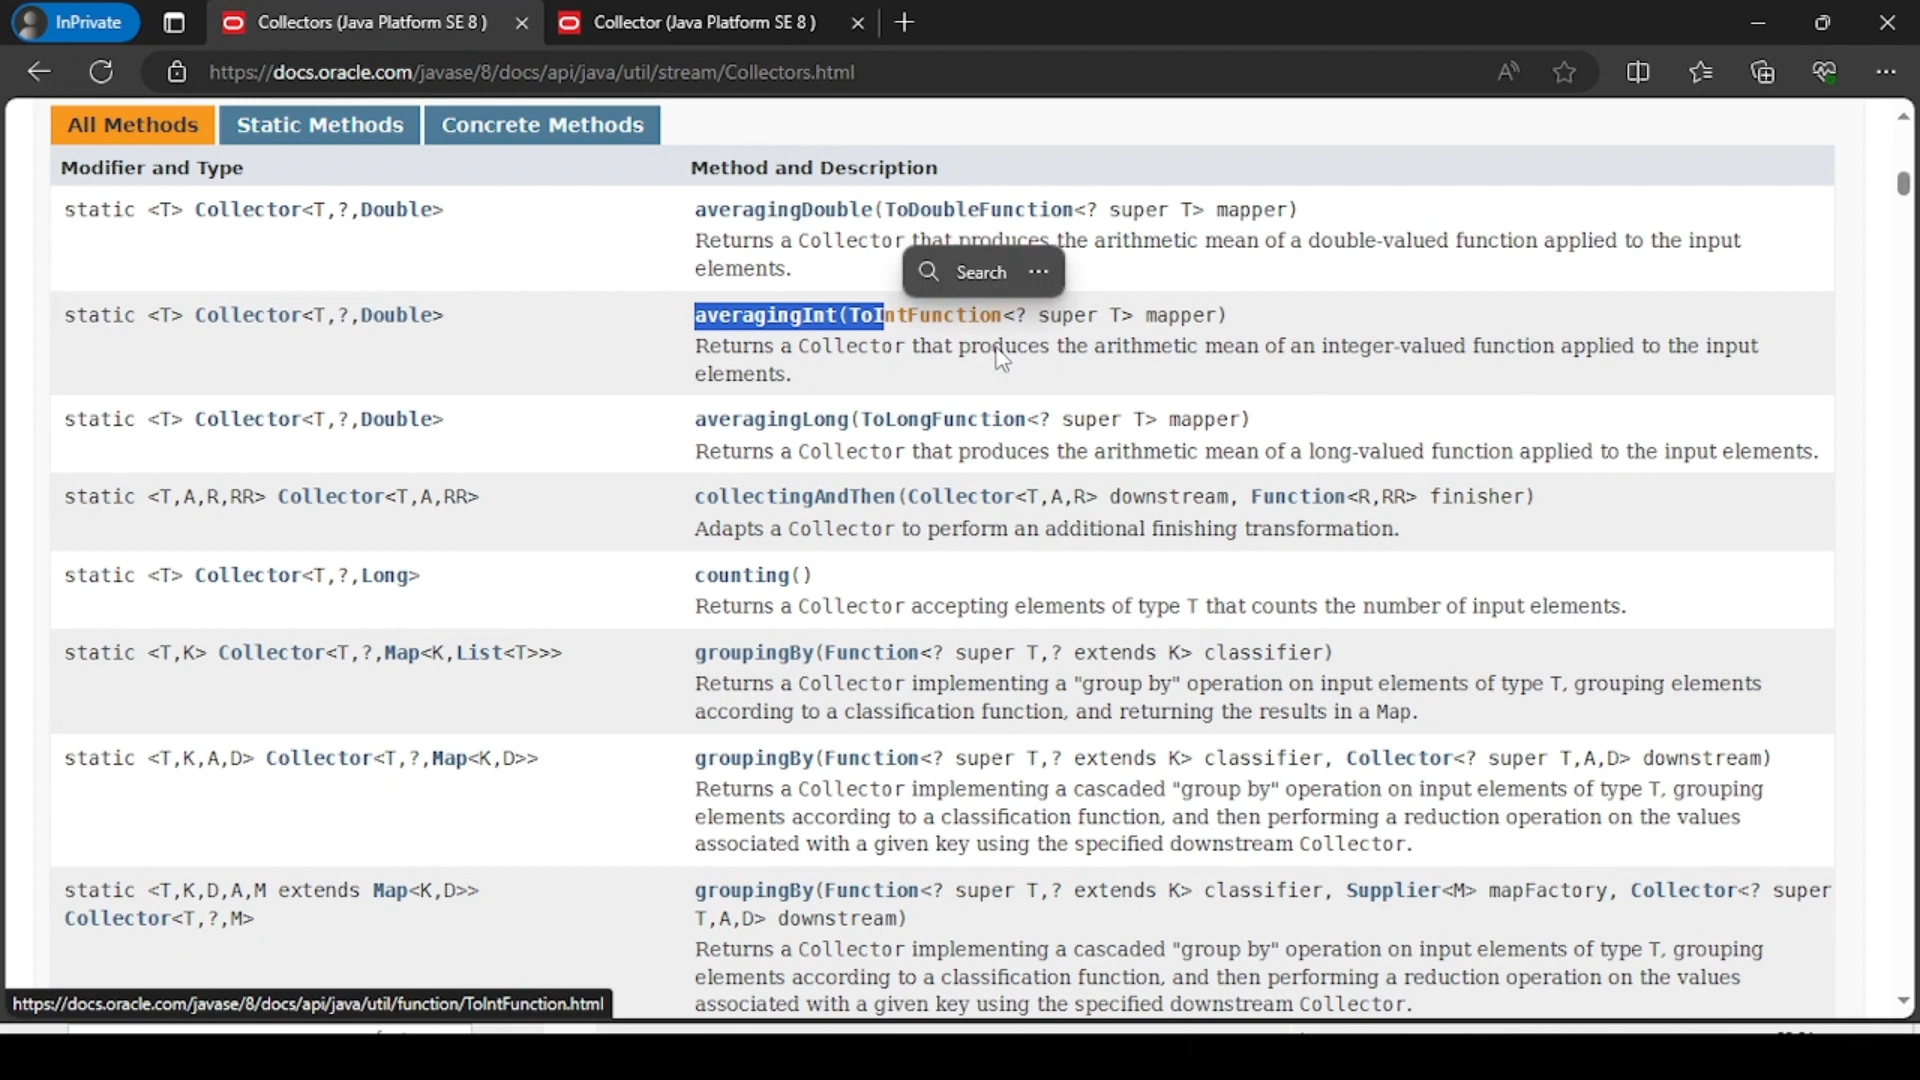 InPrivate
Collectors (Java Platform SE 8 )
Collector (Java Platform SE 8 )
https://docs.oracle.com/javase/8/docs/api/java/util/stream/Collectors.html
All Methods
Static Methods
Concrete Methods
Modifier and Type
Method and Description
static <T> Collector<T,?,Double>
averagingDouble(ToDoubleFunction<? super T> mapper)
Returns a Collector that produces the arithmetic mean of a double-valued function applied to the input
elements.
Search
static <T> Collector<T,?,Double>
averagingInt(ToIntFunction<? super T> mapper)
Returns a Collector that produces the arithmetic mean of an integer-valued function applied to the input
elements.
static <T> Collector<T,?,Double>
averagingLong(ToLongFunction<? super T> mapper)
Returns a Collector that produces the arithmetic mean of a long-valued function applied to the input elements.
static <T,A,R,RR> Collector<T,A,RR>
collectingAndThen(Collector<T,A,R> downstream, Function<R,RR> finisher)
Adapts a Collector to perform an additional finishing transformation.
static <T> Collector<T,?,Long>
counting()
Returns a Collector accepting elements of type T that counts the number of input elements.
static <T,K> Collector<T,?,Map<K,List<T>>>
groupingBy(Function<? super T,? extends K> classifier)
Returns a Collector implementing a "group by" operation on input elements of type T, grouping elements
according to a classification function, and returning the results in a Map.
static <T,K,A,D> Collector<T,?,Map<K,D>>
groupingBy(Function<? super T,? extends K> classifier, Collector<? super T,A,D> downstream)
Returns a Collector implementing a cascaded "group by" operation on input elements of type T, grouping
elements according to a classification function, and then performing a reduction operation on the values
associated with a given key using the specified downstream Collector.
static <T,K,D,A,M extends Map<K,D>>
Collector<T,?,M>
groupingBy(Function<? super T,? extends K> classifier, Supplier<M> mapFactory, Collector<? super
T,A,D> downstream)
Returns a Collector implementing a cascaded "group by" operation on input elements of type T, grouping
elements according to a classification function, and then performing a reduction operation on the values
associated with a given key using the specified downstream Collector.
https://docs.oracle.com/javase/8/docs/api/java/util/function/ToIntFunction.html